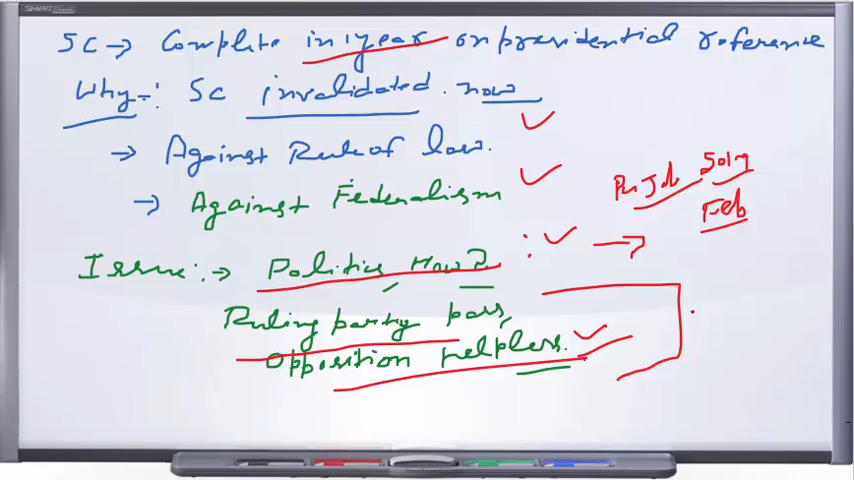 SC → Complete in 1 year on presidential reference
Why :- SC invalidated now
→ Against Rule of law.
→ Against Federalism
Punjab 50m
Feb
Issue :→ Politics How? : →
Ruling party pass,
Opposition helpless.